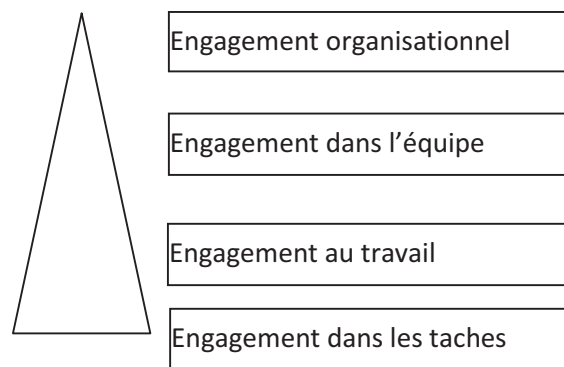 Engagement organisationnel
Engagement dans l’équipe
Engagement au travail
Engagement dans les taches